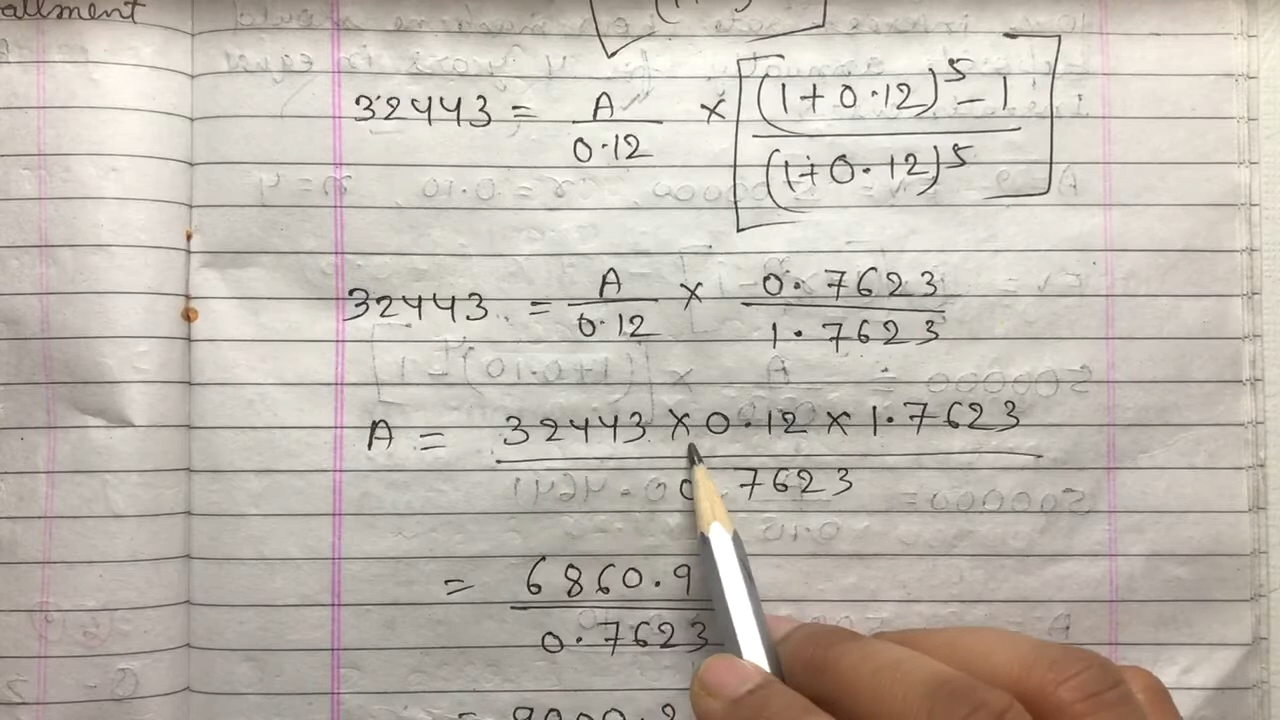 allment
32443 = A/0.12 × [(1+0.12)^5 - 1 / (1+0.12)^5]
32443 = A/0.12 × 0.7623/1.7623
A = 32443 × 0.12 × 1.7623 / 0.7623
= 6860.9 / 0.7623